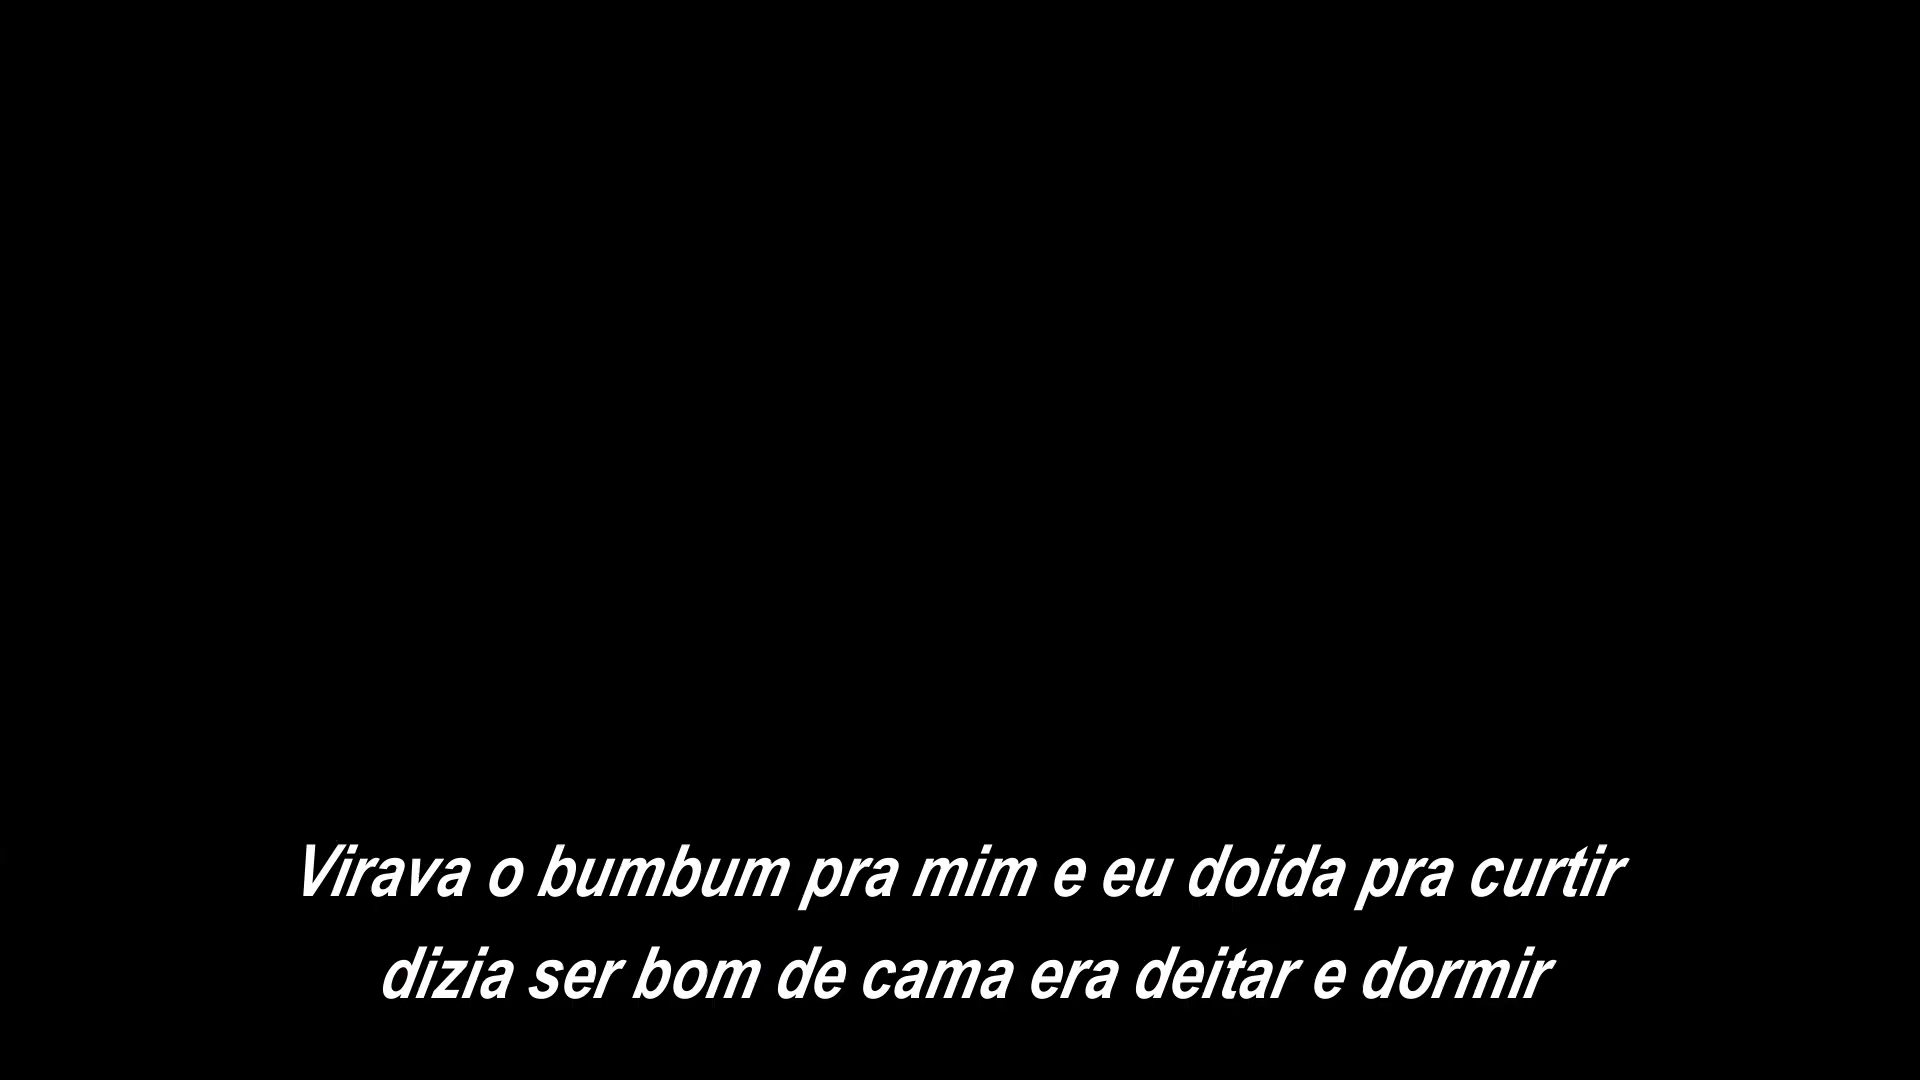 Virava o bumbum pra mim e eu doida pra curtir
dizia ser bom de cama era deitar e dormir